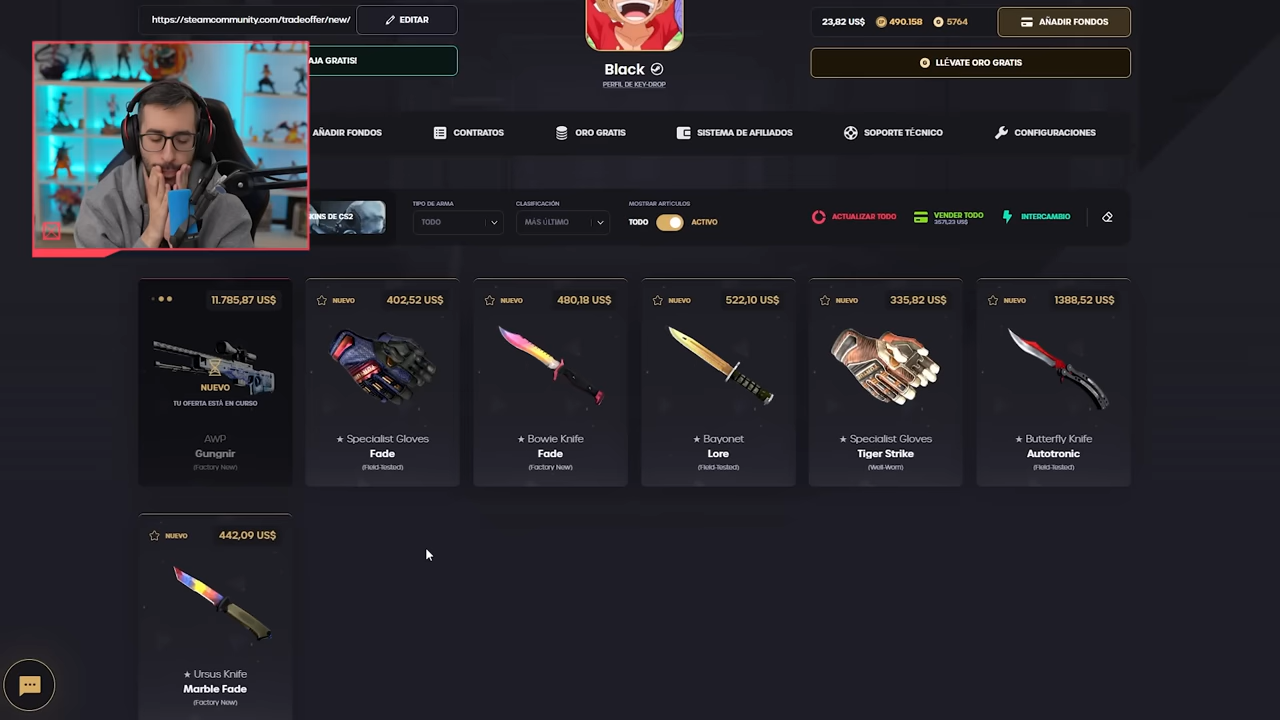 https://steamcommunity.com/tradeoffer/new/
EDITAR
AJA GRATIS!
Black
PERFIL DE KEY-DROP
23,82 US$ 490.158 5764
AÑADIR FONDOS
LLÉVATE ORO GRATIS
AÑADIR FONDOS
CONTRATOS
ORO GRATIS
SISTEMA DE AFILIADOS
SOPORTE TÉCNICO
CONFIGURACIONES
KINS DE CS2
TIPO DE ARMA
TODO
CLASIFICACIÓN
MÁS ÚLTIMO
MOSTRAR ARTÍCULOS
TODO ACTIVO
ACTUALIZAR TODO
VENDER TODO
3571,23 US$
INTERCAMBIO
11.785,87 US$
NUEVO
TU OFERTA ESTÁ EN CURSO
AWP
Gungnir
(Factory New)
NUEVO 402,52 US$
★ Specialist Gloves
Fade
(Field-Tested)
NUEVO 480,18 US$
★ Bowie Knife
Fade
(Factory New)
NUEVO 522,10 US$
★ Bayonet
Lore
(Field-Tested)
NUEVO 335,82 US$
★ Specialist Gloves
Tiger Strike
(Well-Worn)
NUEVO 1388,52 US$
★ Butterfly Knife
Autotronic
(Field-Tested)
NUEVO 442,09 US$
★ Ursus Knife
Marble Fade
(Factory New)